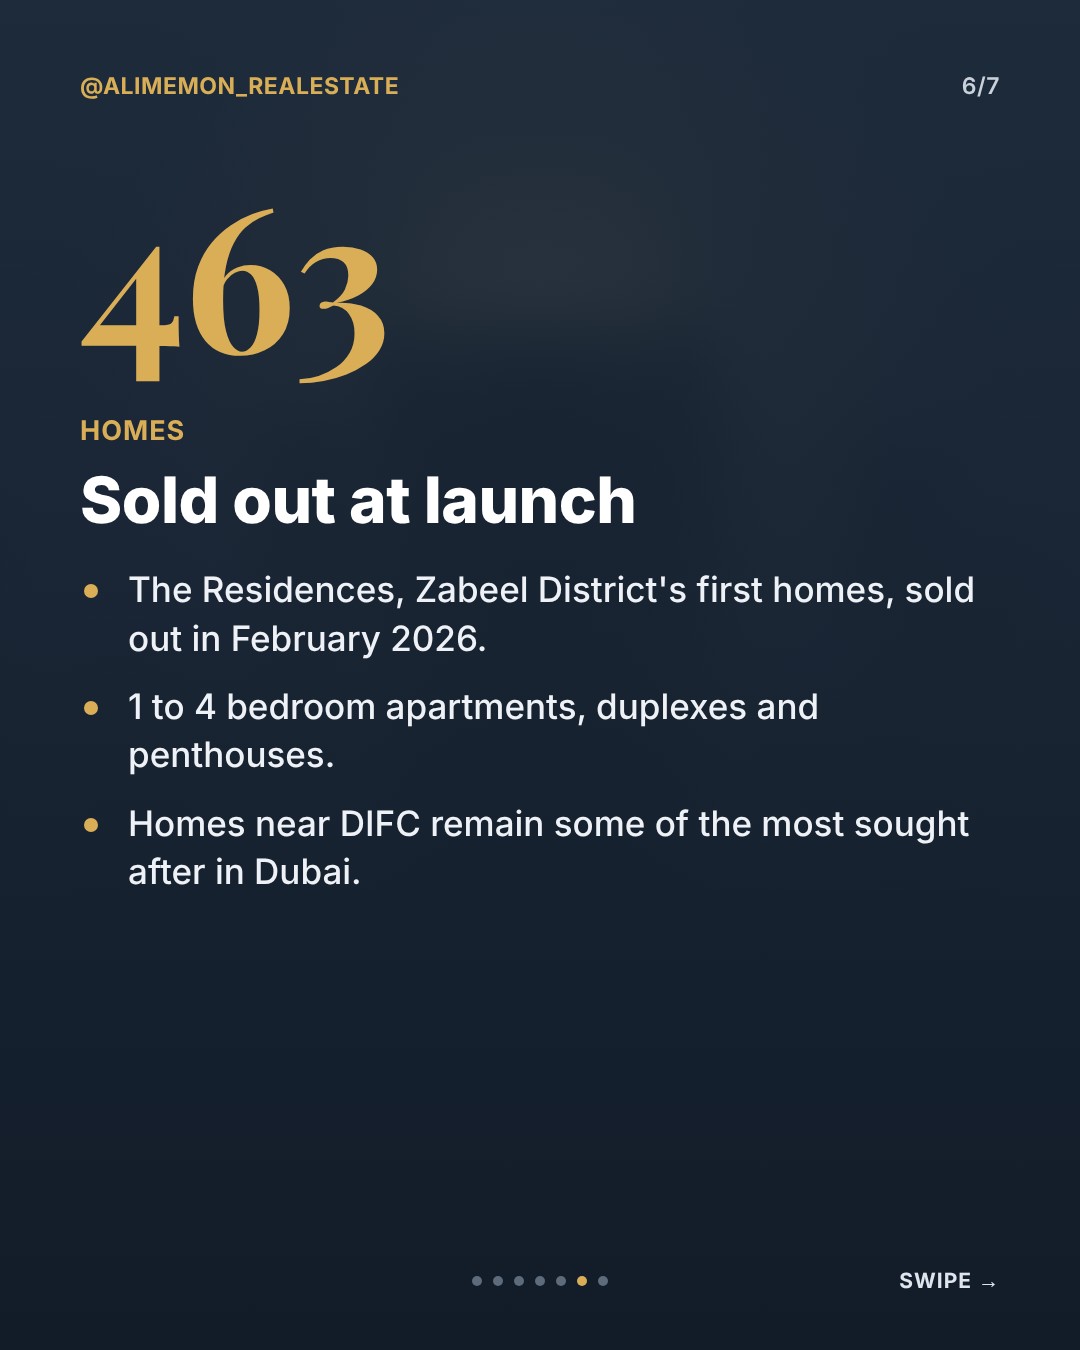 @ALIMEMON_REALESTATE
6/7
463
HOMES
Sold out at launch
• The Residences, Zabeel District's first homes, sold
out in February 2026.
• 1 to 4 bedroom apartments, duplexes and
penthouses.
• Homes near DIFC remain some of the most sought
after in Dubai.
SWIPE →